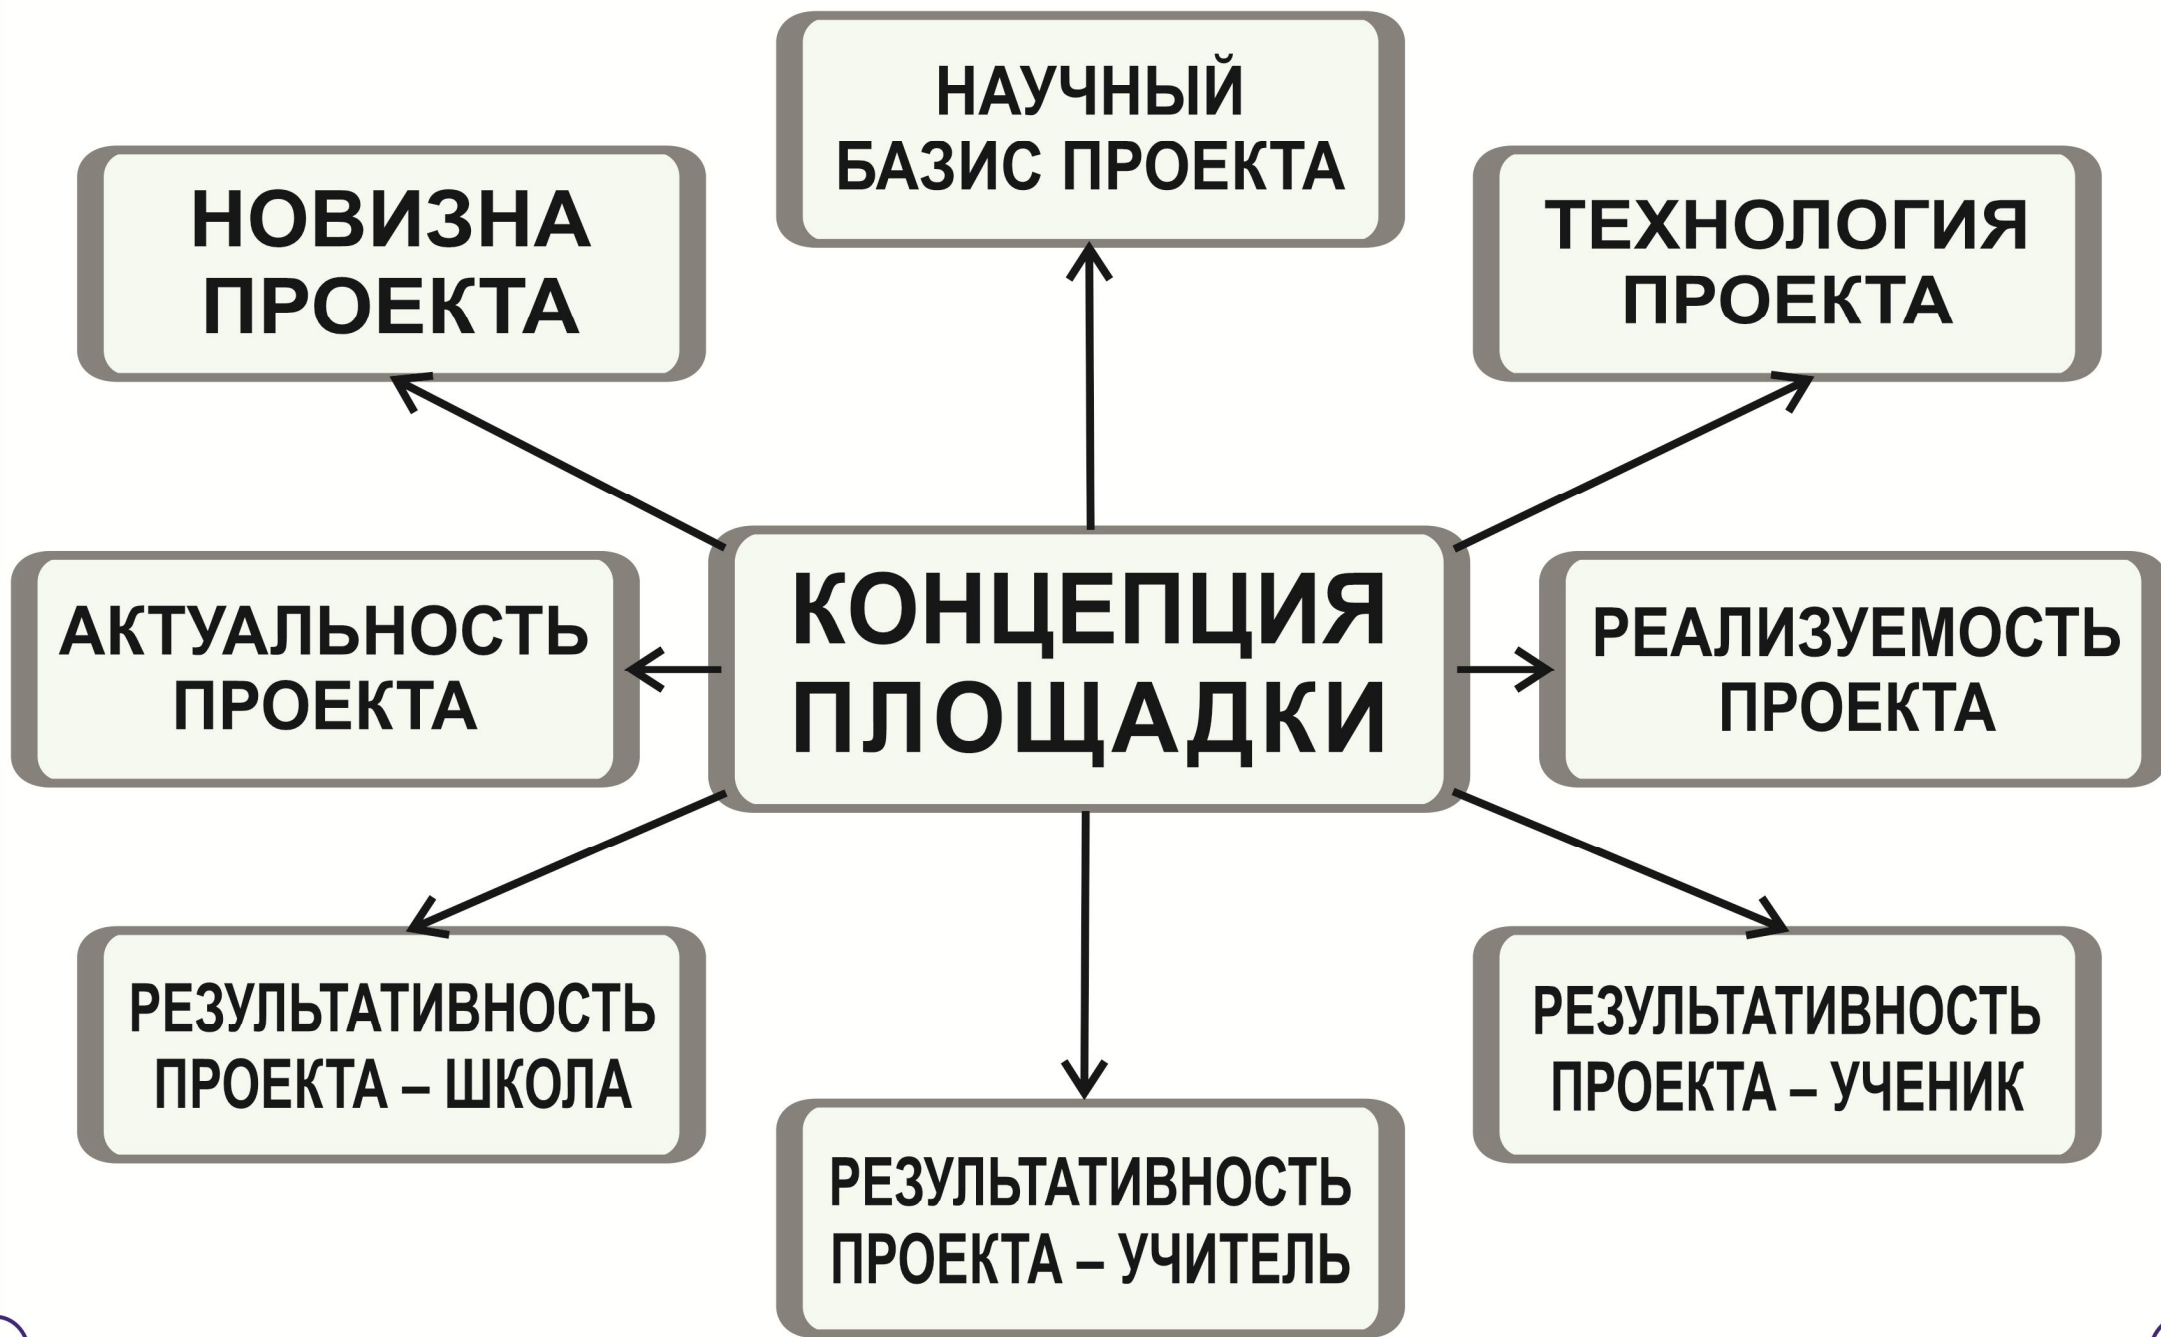 НАУЧНЫЙ
БАЗИС ПРОЕКТА
НОВИЗНА
ПРОЕКТА
ТЕХНОЛОГИЯ
ПРОЕКТА
АКТУАЛЬНОСТЬ
ПРОЕКТА
КОНЦЕПЦИЯ
ПЛОЩАДКИ
РЕАЛИЗУЕМОСТЬ
ПРОЕКТА
РЕЗУЛЬТАТИВНОСТЬ
ПРОЕКТА – ШКОЛА
РЕЗУЛЬТАТИВНОСТЬ
ПРОЕКТА – УЧИТЕЛЬ
РЕЗУЛЬТАТИВНОСТЬ
ПРОЕКТА – УЧЕНИК